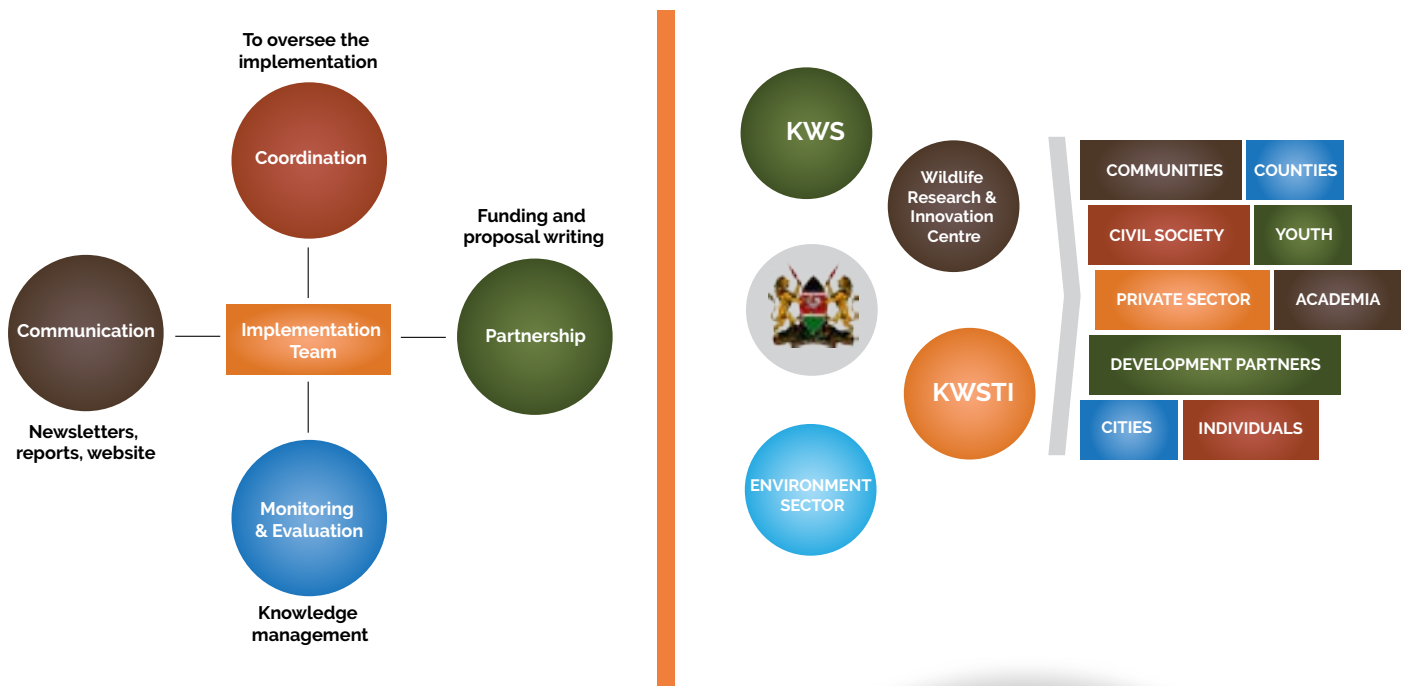 To oversee the
implementation
Coordination
Funding and
proposal writing
Communication
Implementation
Team
Partnership
Newsletters,
reports, website
Monitoring
& Evaluation
Knowledge
management
KWS
Wildlife
Research &
Innovation
Centre
KWSTI
ENVIRONMENT
SECTOR
COMMUNITIES
COUNTIES
CIVIL SOCIETY
YOUTH
PRIVATE SECTOR
ACADEMIA
DEVELOPMENT PARTNERS
CITIES
INDIVIDUALS